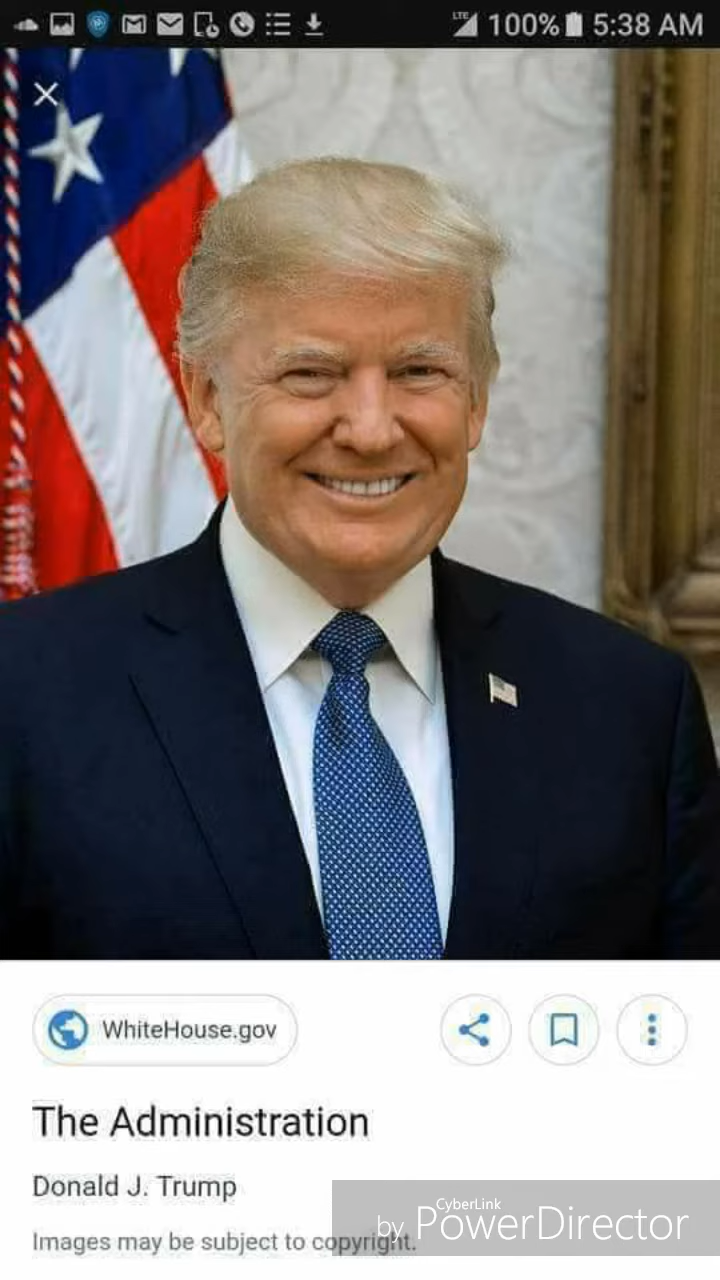 LTE 100% 5:38 AM
WhiteHouse.gov
The Administration
Donald J. Trump
CyberLink
by PowerDirector
Images may be subject to copyright.